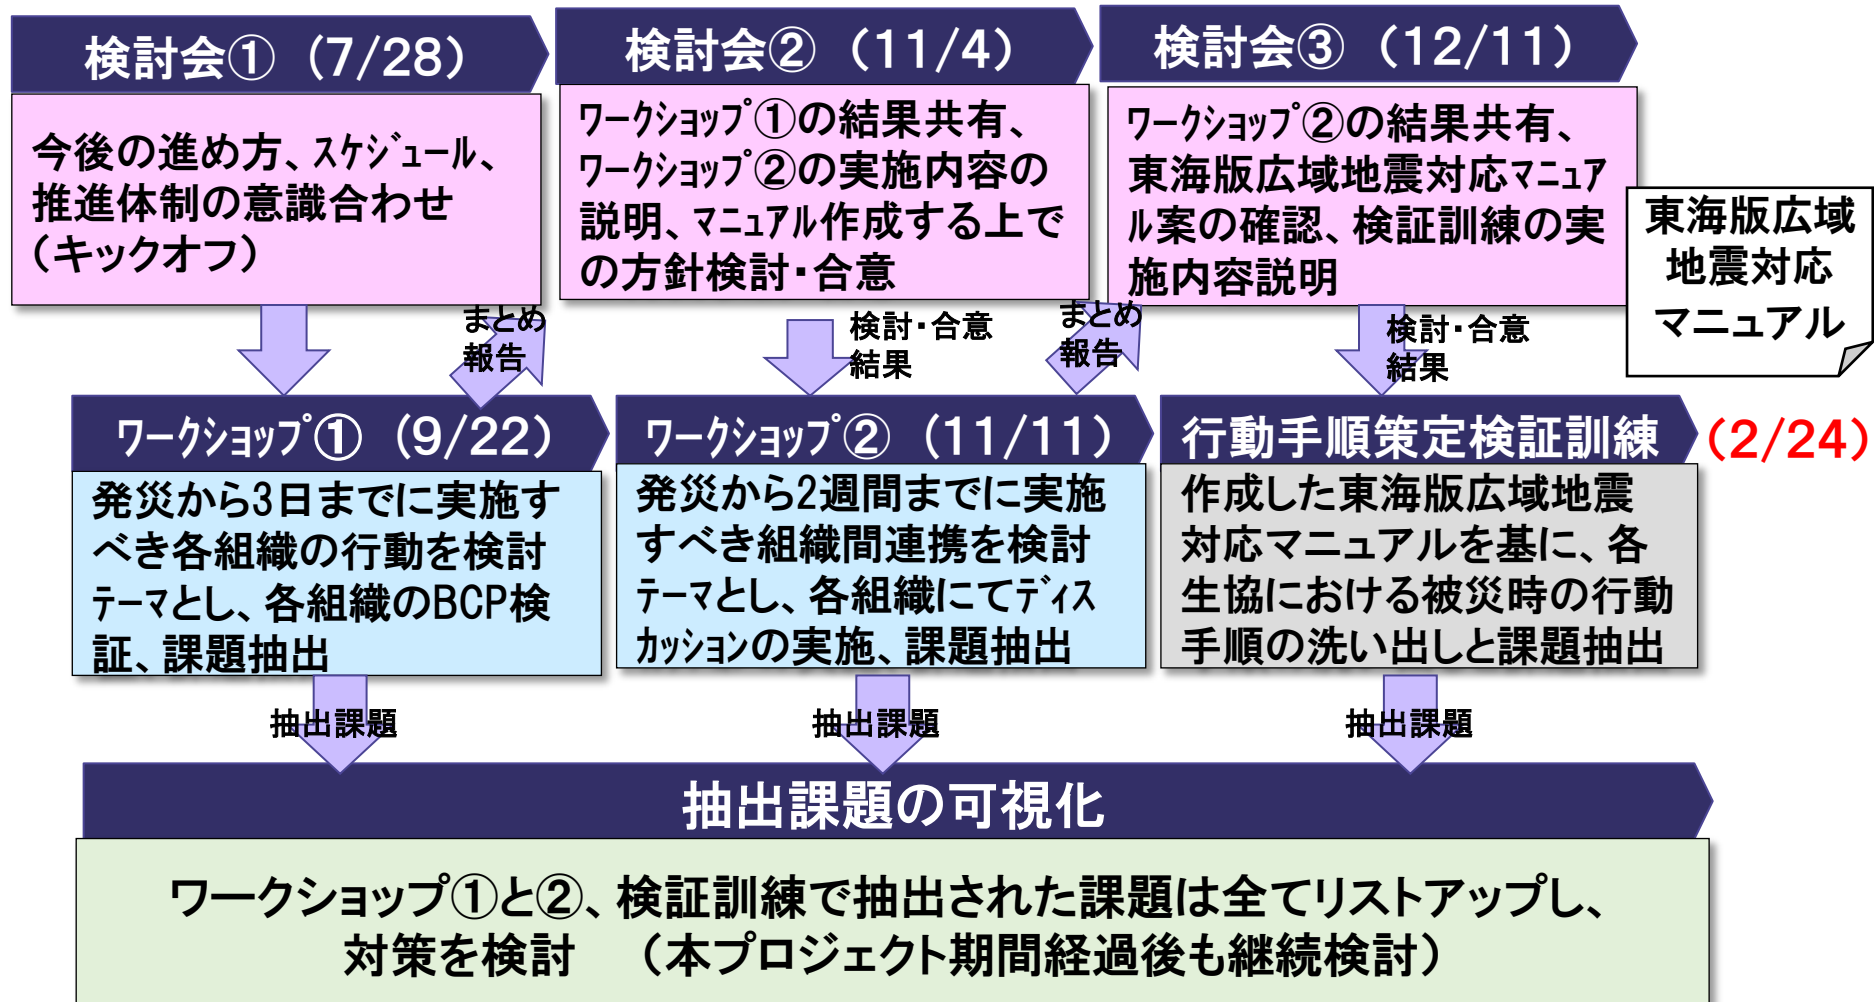 検討会①（7/28）
今後の進め方、ｽｹｼﾞｭｰﾙ、
推進体制の意識合わせ
（キックオフ）
検討会②（11/4）
ﾜｰｸｼｮｯﾌﾟ①の結果共有、
ﾜｰｸｼｮｯﾌﾟ②の実施内容の
説明、ﾏﾆｭｱﾙ作成する上で
の方針検討・合意
検討会③（12/11）
ﾜｰｸｼｮｯﾌﾟ②の結果共有、
東海版広域地震対応ﾏﾆｭｱ
ﾙ案の確認、検証訓練の実
施内容説明
東海版広域
地震対応
マニュアル
まとめ
報告
検討・合意
結果
まとめ
報告
検討・合意
結果
ﾜｰｸｼｮｯﾌﾟ①（9/22）
発災から3日までに実施す
べき各組織の行動を検討
ﾃｰﾏとし、各組織のBCP検
証、課題抽出
ﾜｰｸｼｮｯﾌﾟ②（11/11）
発災から2週間までに実施
すべき組織間連携を検討
ﾃｰﾏとし、各組織にてﾃﾞｨｽ
ｶｯｼｮﾝの実施、課題抽出
行動手順策定検証訓練
（2/24）
作成した東海版広域地震
対応マニュアルを基に、各
生協における被災時の行動
手順の洗い出しと課題抽出
抽出課題
抽出課題
抽出課題
抽出課題の可視化
ワークショップ①と②、検証訓練で抽出された課題は全てリストアップし、
対策を検討　（本プロジェクト期間経過後も継続検討）